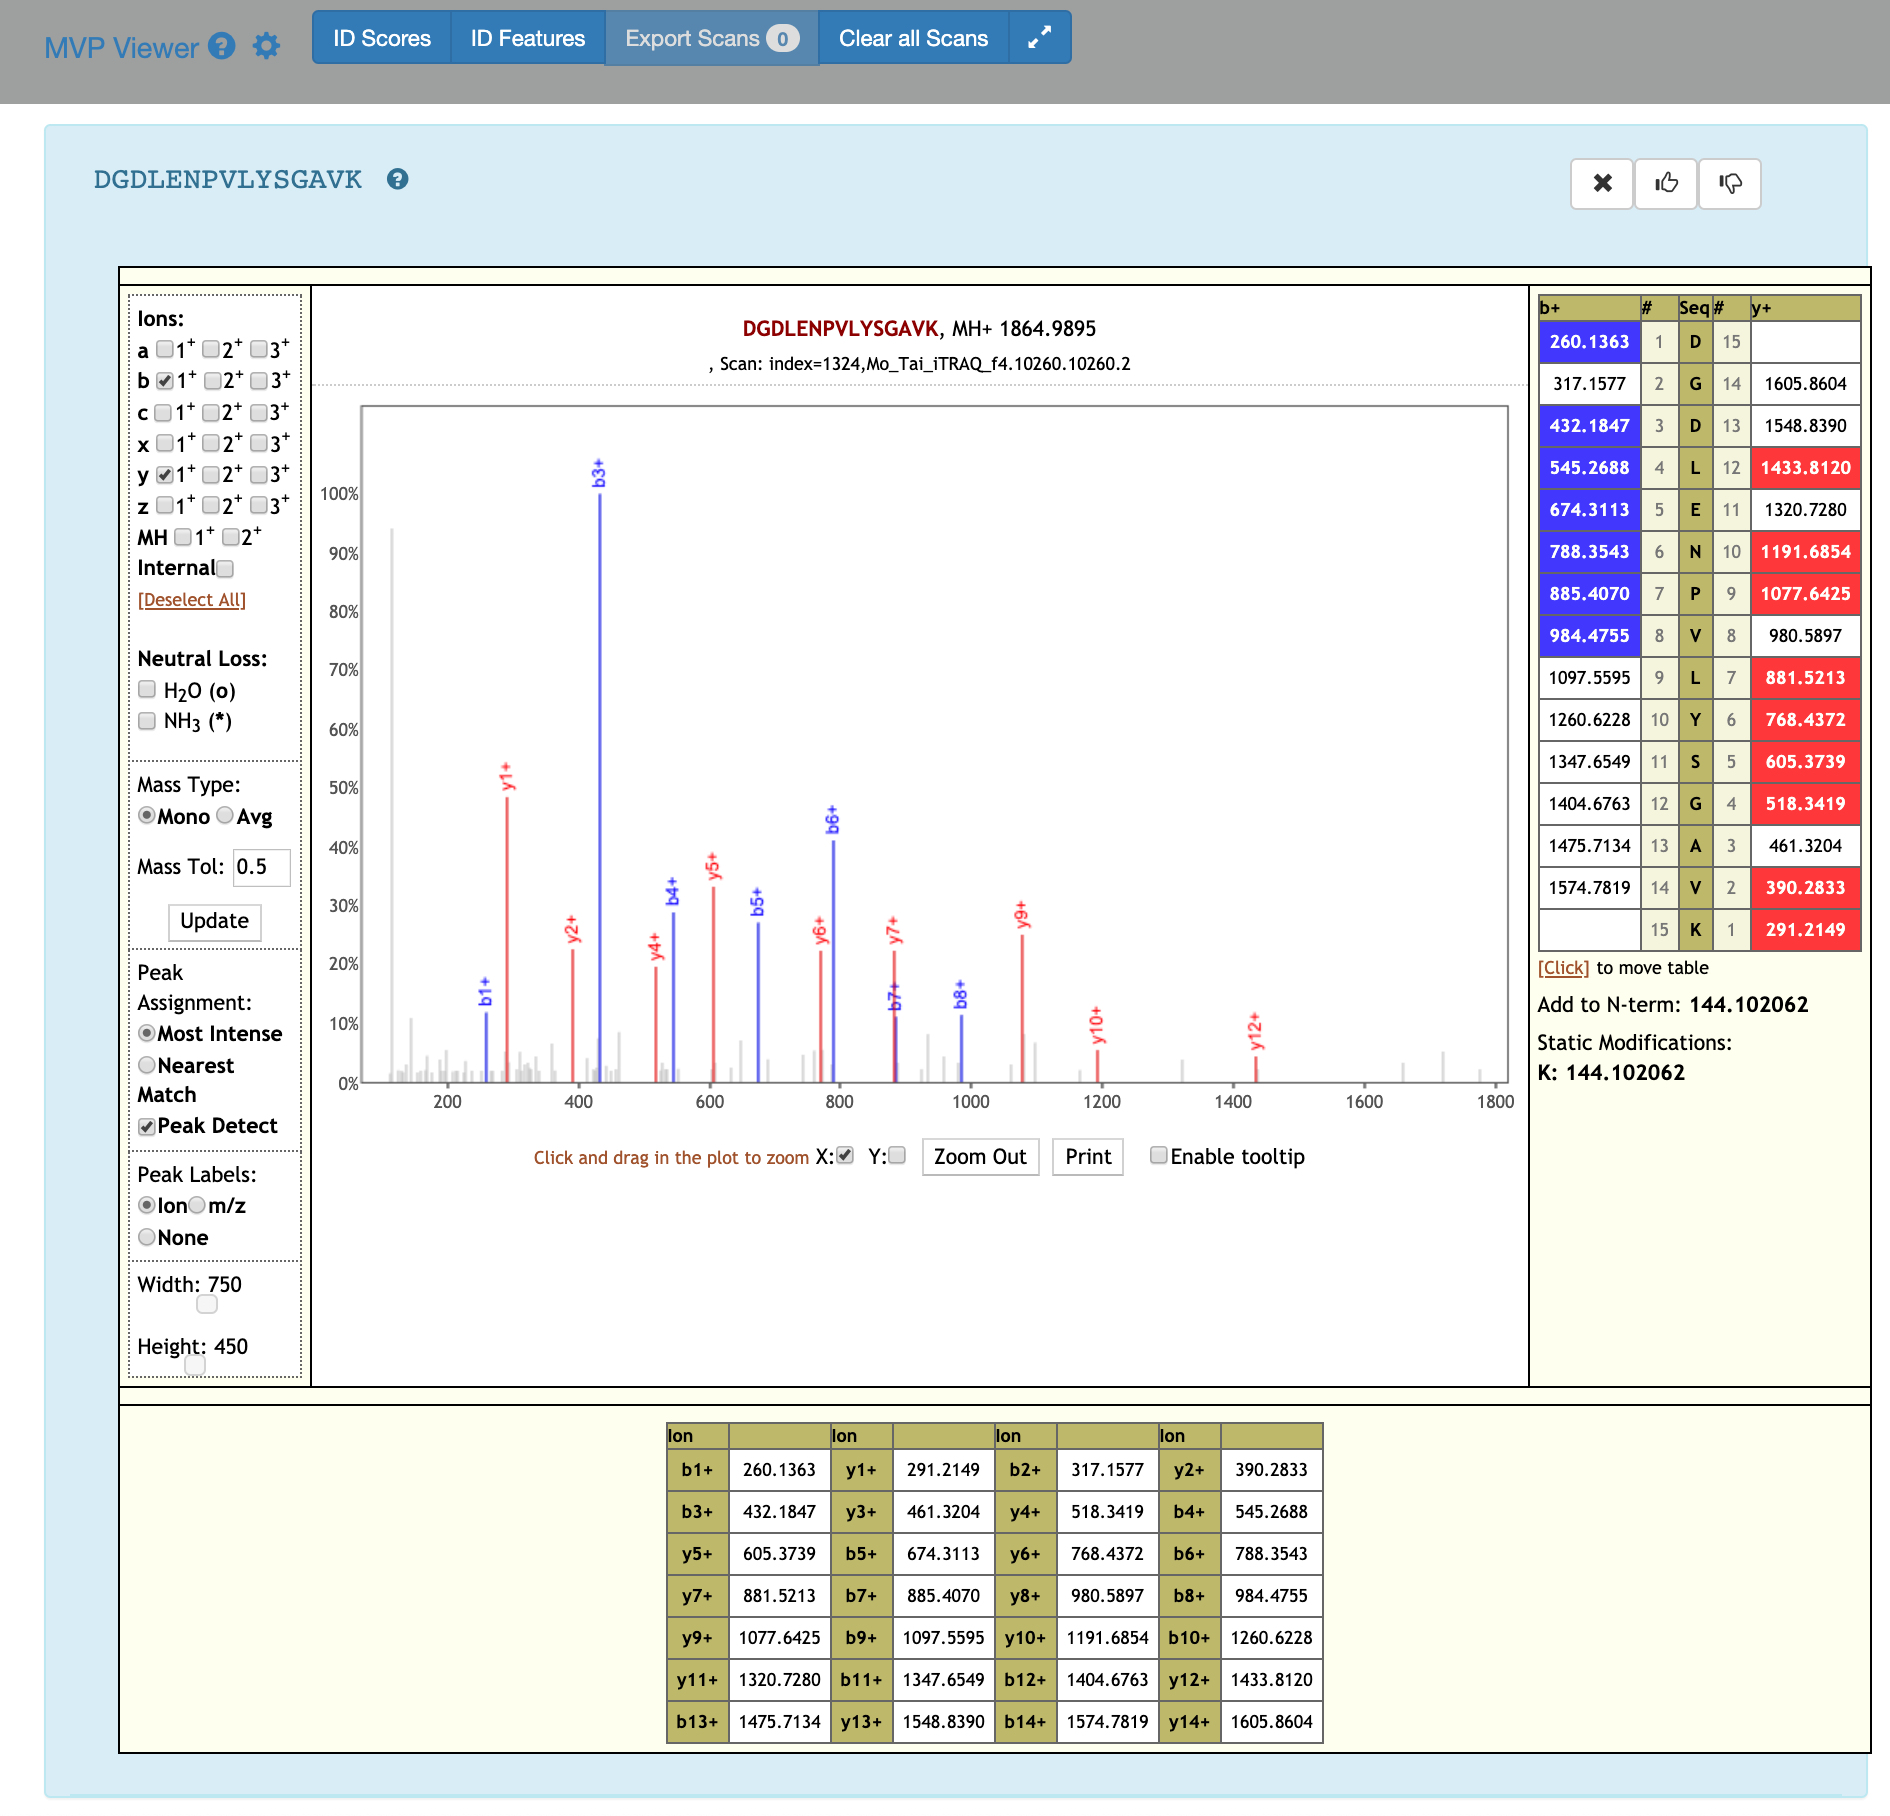 MVP Viewer ? ID Scores ID Features Export Scans 0 Clear all Scans
DGDLENPVLYSGAVK ?
Ions:
a 1+ 2+ 3+
b 1+ 2+ 3+
c 1+ 2+ 3+
x 1+ 2+ 3+
y 1+ 2+ 3+
z 1+ 2+ 3+
MH 1+ 2+
Internal
[Deselect All]
Neutral Loss:
H2O (o)
NH3 (*)
Mass Type:
Mono Avg
Mass Tol: 0.5
Update
Peak
Assignment:
Most Intense
Nearest
Match
Peak Detect
Peak Labels:
Ion m/z
None
Width: 750
Height: 450
DGDLENPVLYSGAVK, MH+ 1864.9895
, Scan: index=1324,Mo_Tai_iTRAQ_f4.10260.10260.2
100%
90%
80%
70%
60%
50%
40%
30%
20%
10%
0%
b1+
y1+
y2+
b3+
y4+
b4+
y5+
b5+
y6+
b6+
y7+
b7+
b8+
y9+
y10+
y12+
200 400 600 800 1000 1200 1400 1600 1800
Click and drag in the plot to zoom X: Y: Zoom Out Print Enable tooltip
b+ # Seq # y+
260.1363 1 D 15
317.1577 2 G 14 1605.8604
432.1847 3 D 13 1548.8390
545.2688 4 L 12 1433.8120
674.3113 5 E 11 1320.7280
788.3543 6 N 10 1191.6854
885.4070 7 P 9 1077.6425
984.4755 8 V 8 980.5897
1097.5595 9 L 7 881.5213
1260.6228 10 Y 6 768.4372
1347.6549 11 S 5 605.3739
1404.6763 12 G 4 518.3419
1475.7134 13 A 3 461.3204
1574.7819 14 V 2 390.2833
15 K 1 291.2149
[Click] to move table
Add to N-term: 144.102062
Static Modifications:
K: 144.102062
Ion Ion Ion Ion
b1+ 260.1363 y1+ 291.2149 b2+ 317.1577 y2+ 390.2833
b3+ 432.1847 y3+ 461.3204 y4+ 518.3419 b4+ 545.2688
y5+ 605.3739 b5+ 674.3113 y6+ 768.4372 b6+ 788.3543
y7+ 881.5213 b7+ 885.4070 y8+ 980.5897 b8+ 984.4755
y9+ 1077.6425 b9+ 1097.5595 y10+ 1191.6854 b10+ 1260.6228
y11+ 1320.7280 b11+ 1347.6549 b12+ 1404.6763 y12+ 1433.8120
b13+ 1475.7134 y13+ 1548.8390 b14+ 1574.7819 y14+ 1605.8604